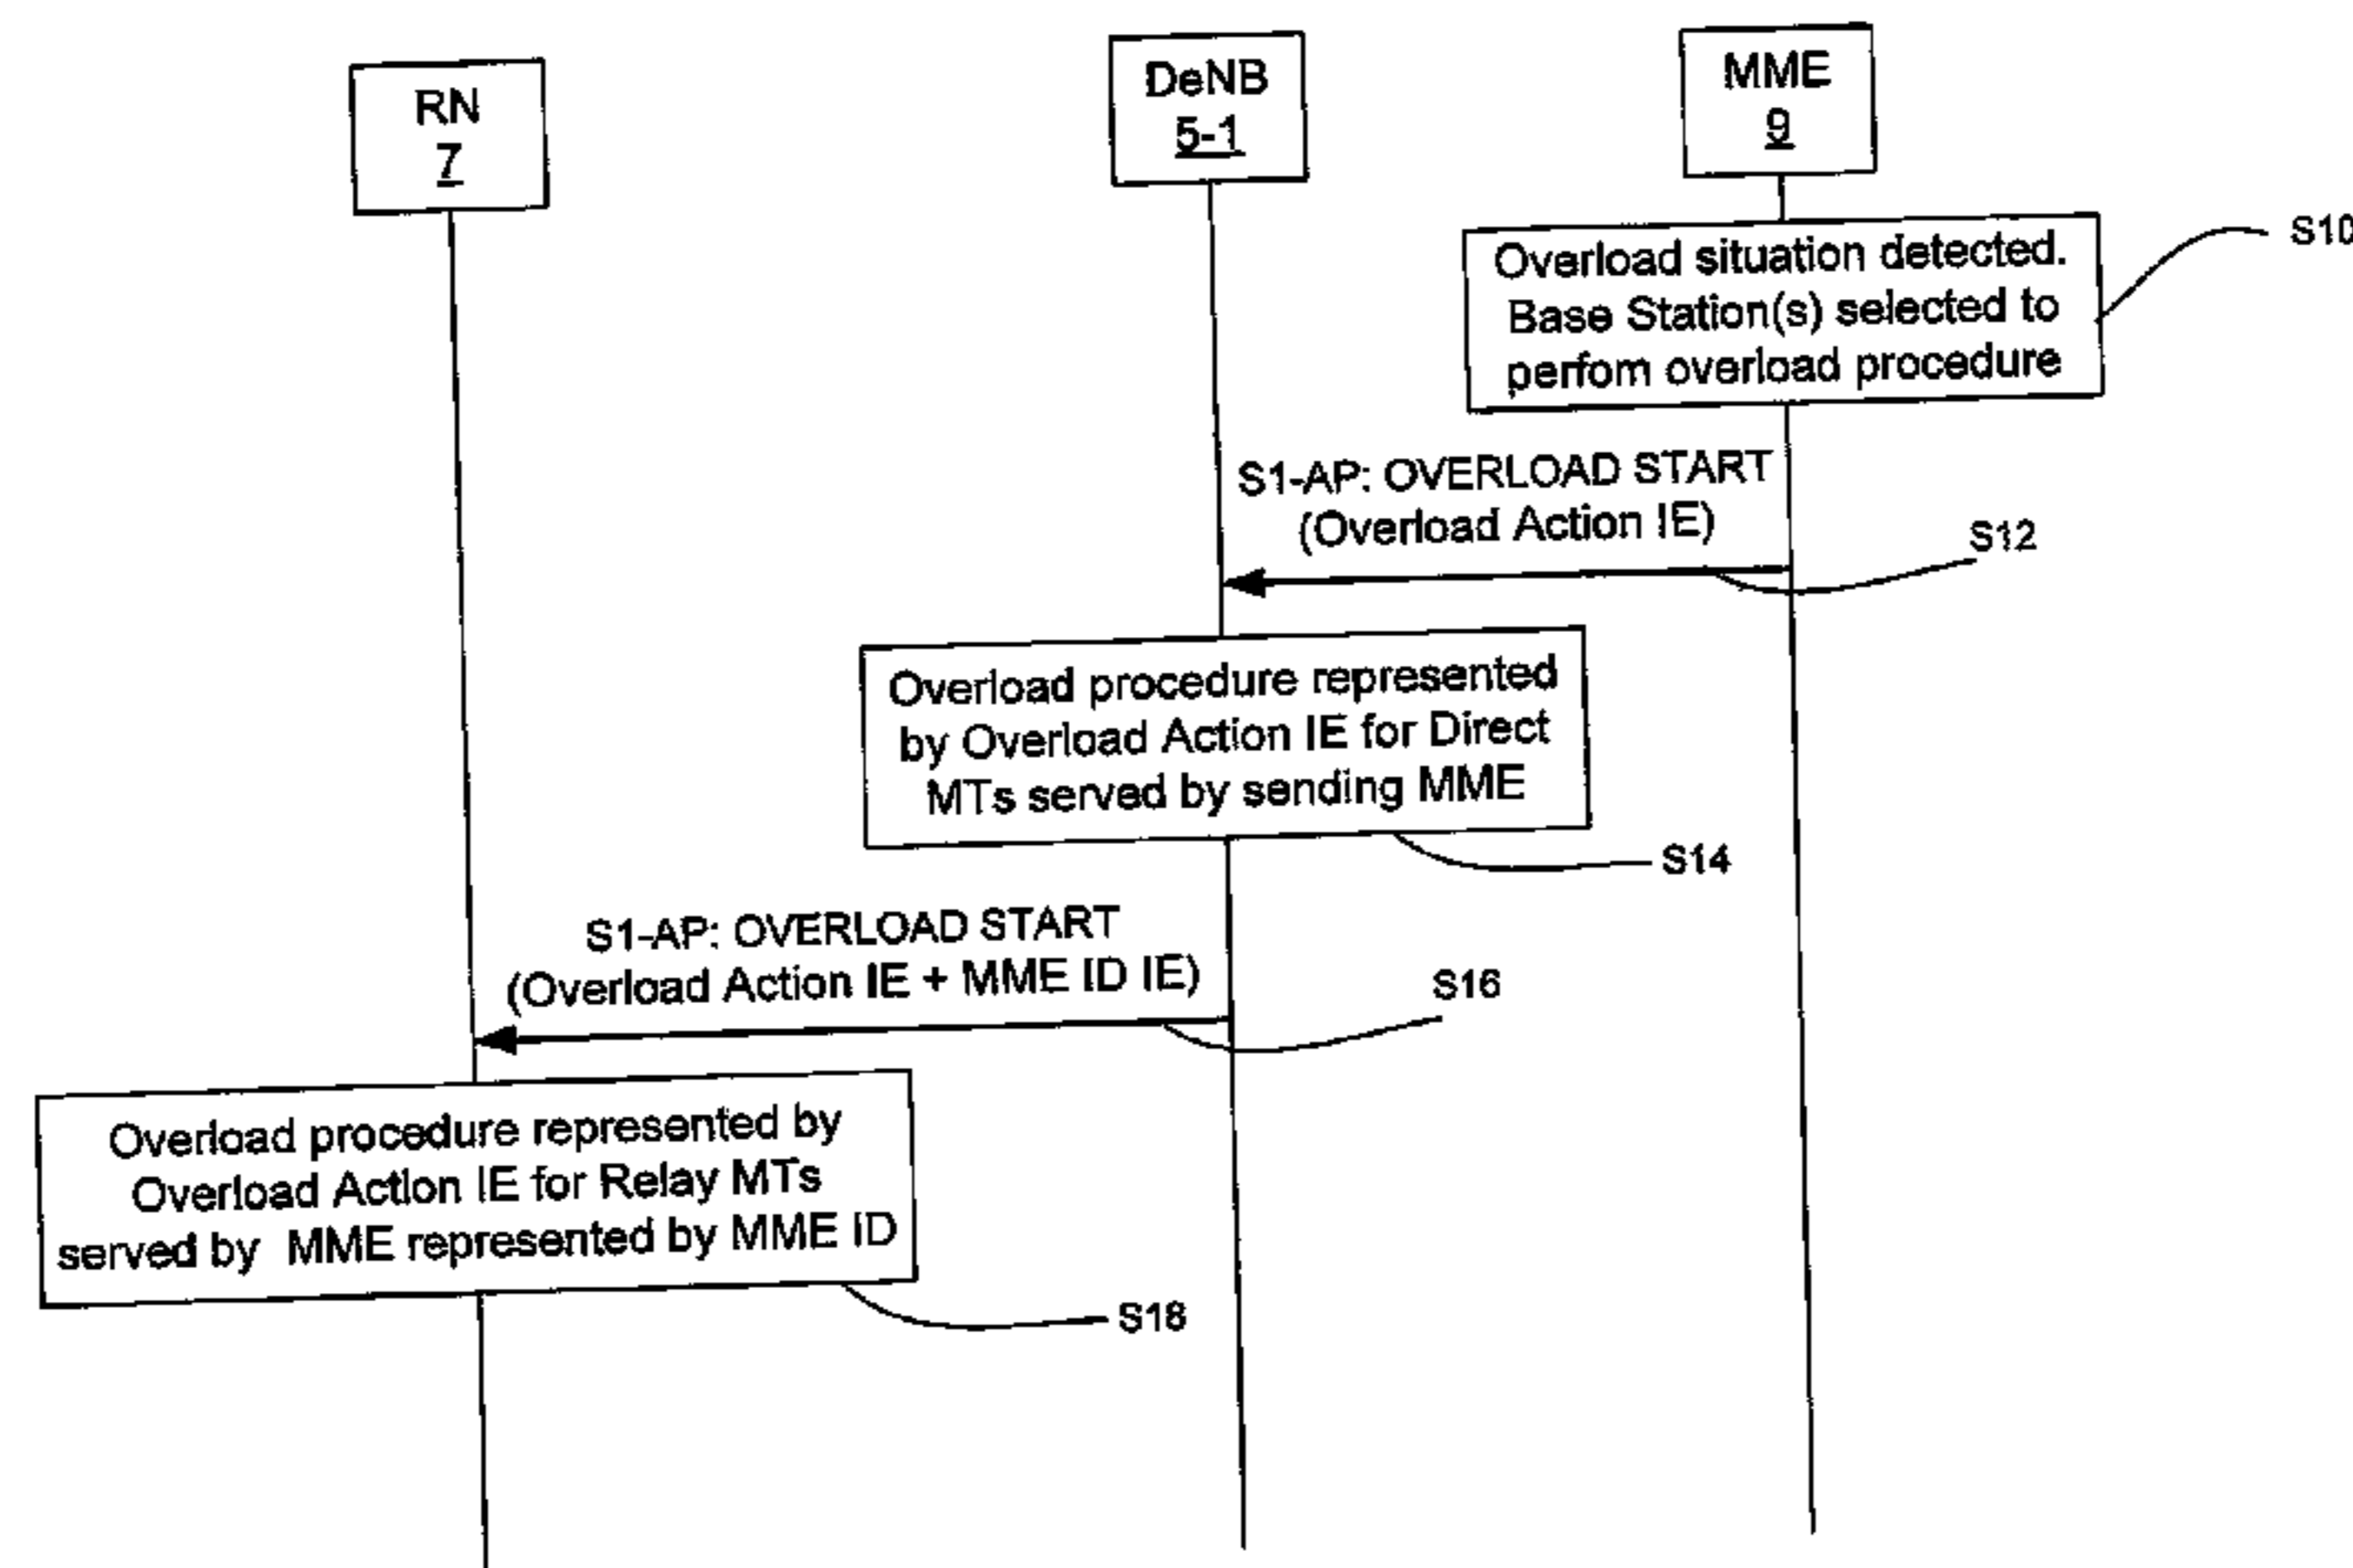 RN
7
DeNB
5-1
MME
9
Overload situation detected.
Base Station(s) selected to
perfom overload procedure
S10
S1-AP: OVERLOAD START
(Overload Action IE)
S12
Overload procedure represented
by Overload Action IE for Direct
MTs served by sending MME
S14
S1-AP: OVERLOAD START
(Overload Action IE + MME ID IE)
S16
Overload procedure represented by
Overload Action IE for Relay MTs
served by MME represented by MME ID
S18